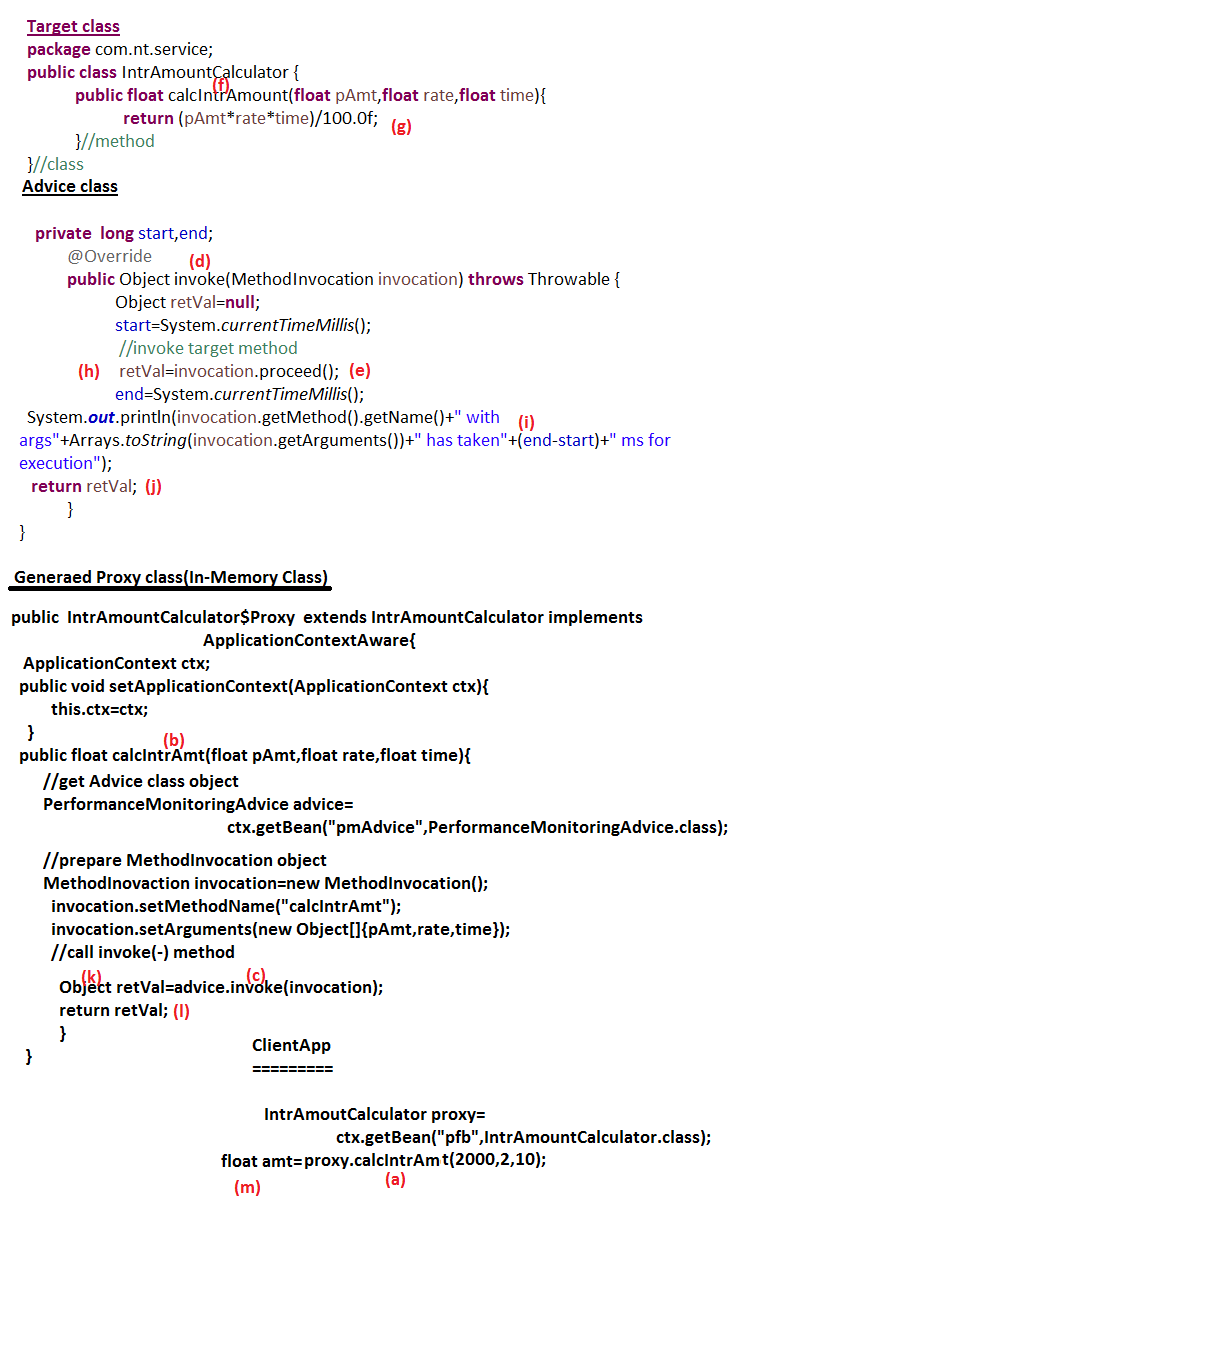 Target class
package com.nt.service;
public class IntrAmountCalculator {
(f)
public float calcIntrAmount(float pAmt,float rate,float time){
return (pAmt*rate*time)/100.0f; (g)
}//method
}//class
Advice class
private long start,end;
@Override (d)
public Object invoke(MethodInvocation invocation) throws Throwable {
Object retVal=null;
start=System.currentTimeMillis();
//invoke target method
(h) retVal=invocation.proceed(); (e)
end=System.currentTimeMillis();
System.out.println(invocation.getMethod().getName()+" with (i)
args"+Arrays.toString(invocation.getArguments())+" has taken"+(end-start)+" ms for
execution");
return retVal; (j)
}
}
Generaed Proxy class(In-Memory Class)
public IntrAmountCalculator$Proxy extends IntrAmountCalculator implements
ApplicationContextAware{
ApplicationContext ctx;
public void setApplicationContext(ApplicationContext ctx){
this.ctx=ctx;
}
(b)
public float calcIntrAmt(float pAmt,float rate,float time){
//get Advice class object
PerformanceMonitoringAdvice advice=
ctx.getBean("pmAdvice",PerformanceMonitoringAdvice.class);
//prepare MethodInvocation object
MethodInovaction invocation=new MethodInvocation();
invocation.setMethodName("calcIntrAmt");
invocation.setArguments(new Object[]{pAmt,rate,time});
//call invoke(-) method
(k) (c)
Object retVal=advice.invoke(invocation);
return retVal; (l)
}
}
ClientApp
=========
IntrAmoutCalculator proxy=
ctx.getBean("pfb",IntrAmountCalculator.class);
float amt=proxy.calcIntrAmt(2000,2,10);
(m) (a)